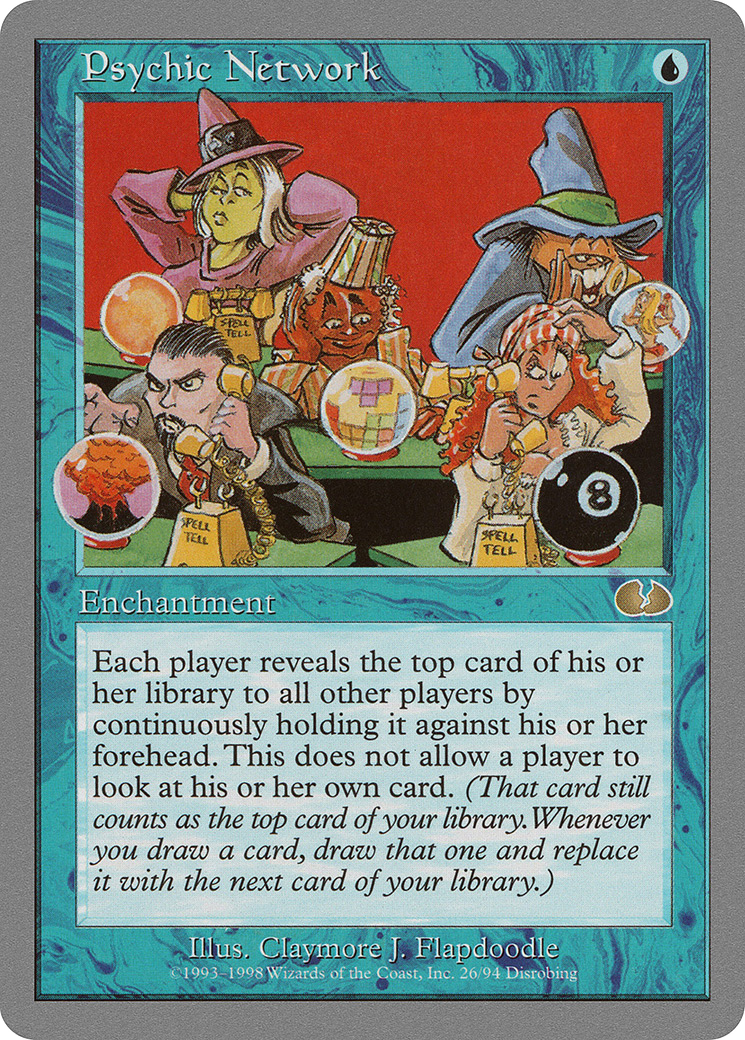 Psychic Network
SPELL
TELL
SPELL
TELL
SPELL
TELL
8
Enchantment
Each player reveals the top card of his or
her library to all other players by
continuously holding it against his or her
forehead. This does not allow a player to
look at his or her own card. (That card still
counts as the top card of your library. Whenever
you draw a card, draw that one and replace
it with the next card of your library.)
Illus. Claymore J. Flapdoodle
©1993–1998 Wizards of the Coast, Inc. 26/94 Disrobing